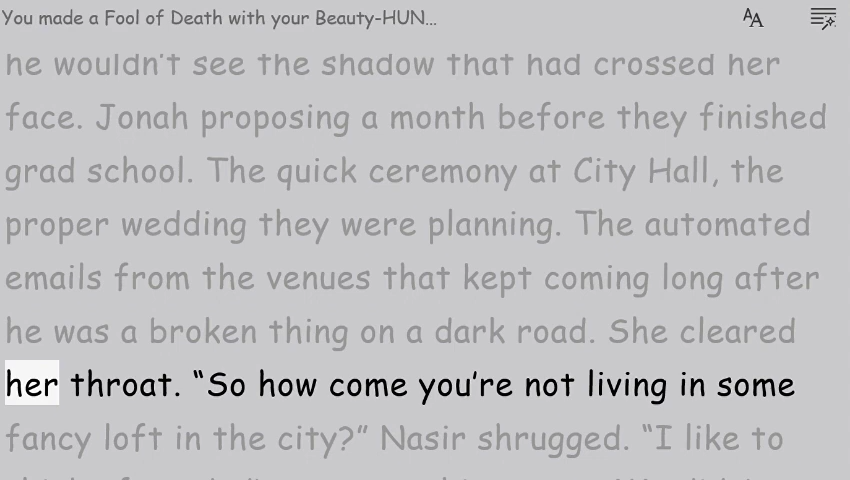 You made a Fool of Death with your Beauty-HUN...
AA
he wouldn't see the shadow that had crossed her
face. Jonah proposing a month before they finished
grad school. The quick ceremony at City Hall, the
proper wedding they were planning. The automated
emails from the venues that kept coming long after
he was a broken thing on a dark road. She cleared
her throat. “So how come you're not living in some
fancy loft in the city?” Nasir shrugged. “I like to